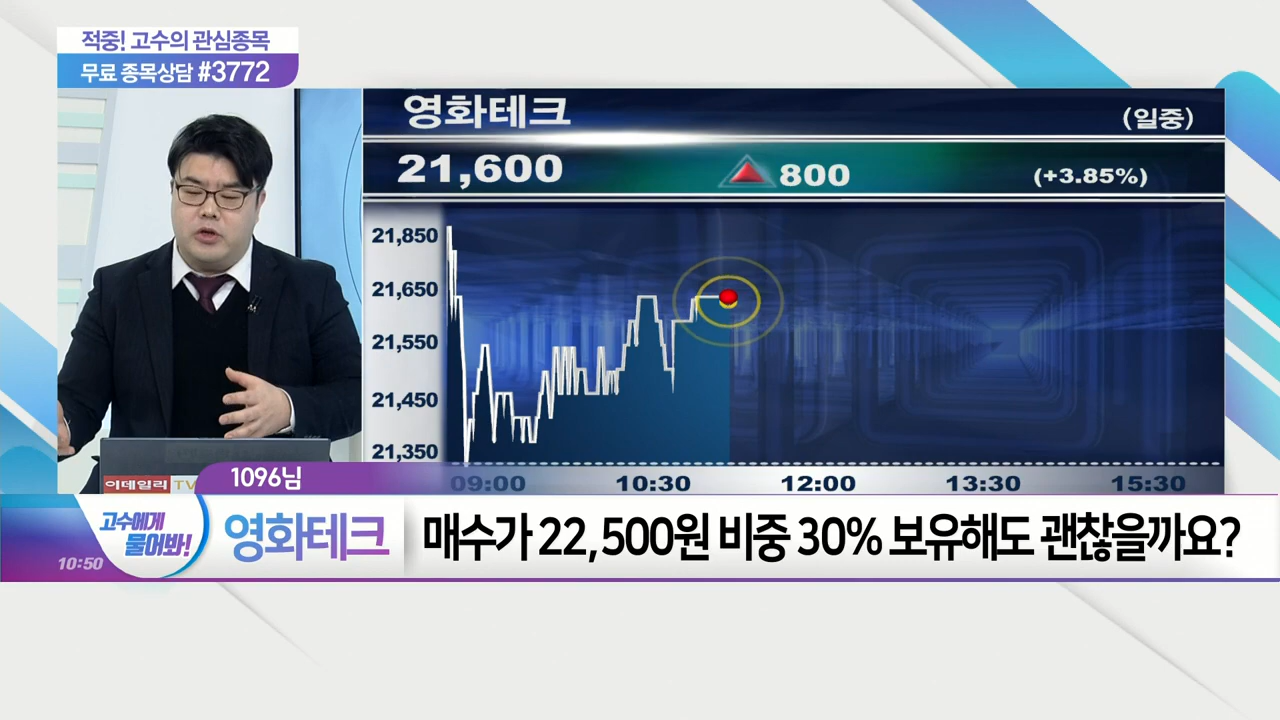 적중! 고수의 관심종목
무료 종목상담 #3772
영화테크
(일중)
21,600
800
(+3.85%)
21,850
21,650
21,550
21,450
21,350
09:00 10:30 12:00 13:30 15:30
이데일리 TV
1096님
고수에게
물어봐!
10:50
영화테크
매수가 22,500원 비중 30% 보유해도 괜찮을까요?